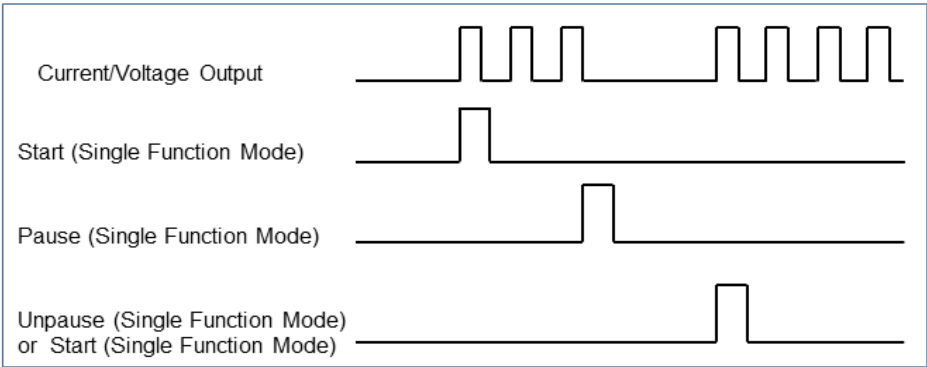 Current/Voltage Output
Start (Single Function Mode)
Pause (Single Function Mode)
Unpause (Single Function Mode)
or Start (Single Function Mode)